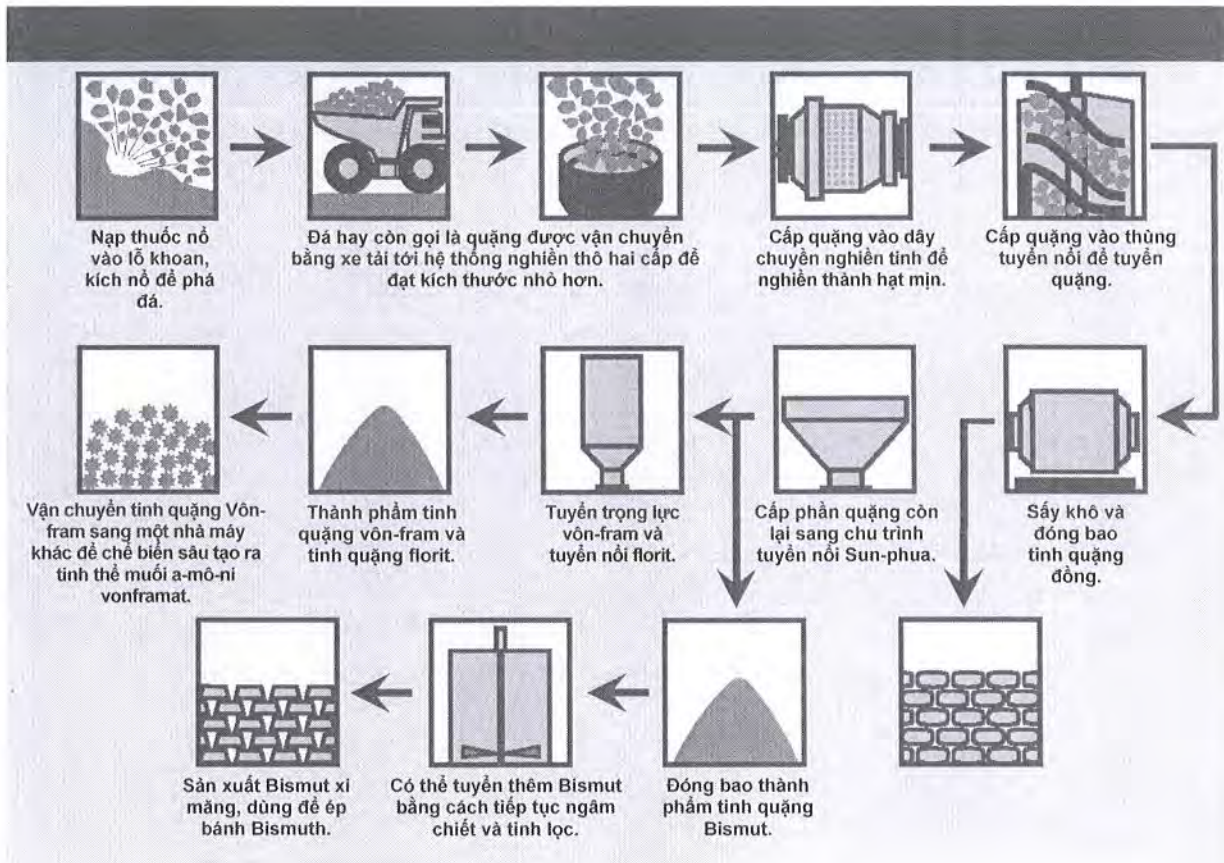 Nạp thuốc nổ
vào lỗ khoan,
kích nổ để phá
đá.
Đá hay còn gọi là quặng được vận chuyển
bằng xe tải tới hệ thống nghiền thô hai cấp để
đạt kích thước nhỏ hơn.
Cấp quặng vào dây
chuyền nghiền tinh để
nghiền thành hạt mịn.
Cấp quặng vào thùng
tuyển nổi để tuyển
quặng.
Vận chuyển tinh quặng Vôn-
fram sang một nhà máy
khác để chế biến sâu tạo ra
tinh thể muối a-mô-ni
vonframat.
Thành phẩm tinh
quặng vôn-fram và
tinh quặng florit.
Tuyển trọng lực
vôn-fram và
tuyển nổi florit.
Cấp phần quặng còn
lại sang chu trình
tuyển nổi Sun-phua.
Sấy khô và
đóng bao
tinh quặng
đồng.
Sản xuất Bismut xi
măng, dùng để ép
bánh Bismuth.
Có thể tuyển thêm Bismut
bằng cách tiếp tục ngâm
chiết và tinh lọc.
Đóng bao thành
phẩm tinh quặng
Bismut.